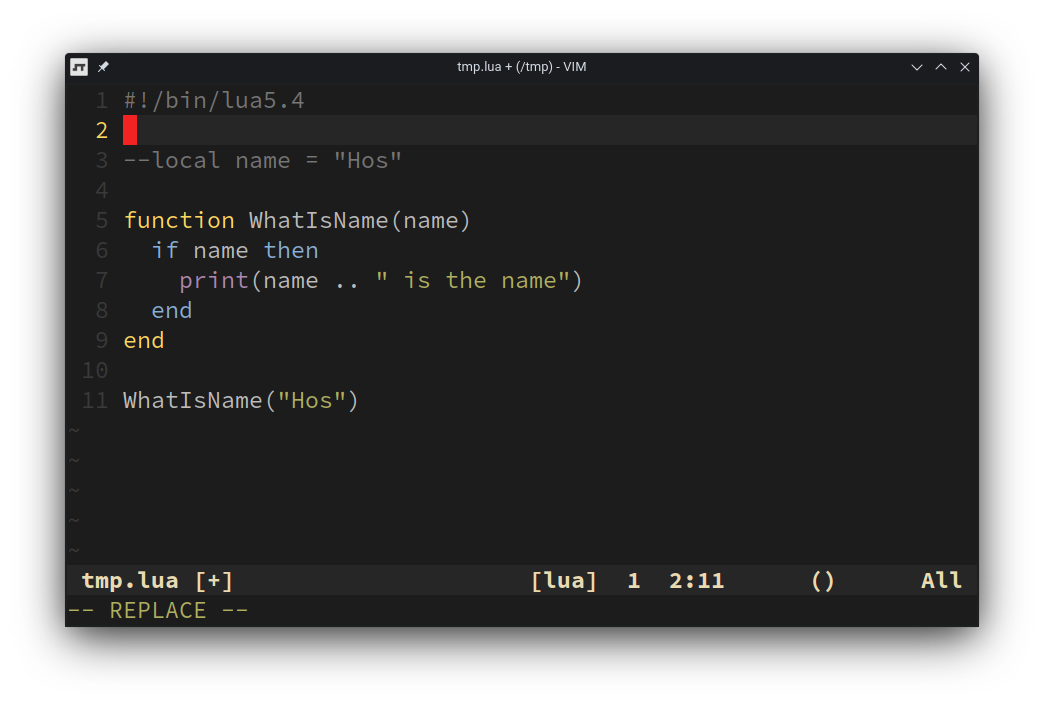 tmp.lua + (/tmp) - VIM
1 #!/bin/lua5.4
2
3 --local name = "Hos"
4
5 function WhatIsName(name)
6   if name then
7     print(name .. " is the name")
8   end
9 end
10
11 WhatIsName("Hos")
~
~
~
~
~
tmp.lua [+] [lua] 1 2:11 () All
-- REPLACE --